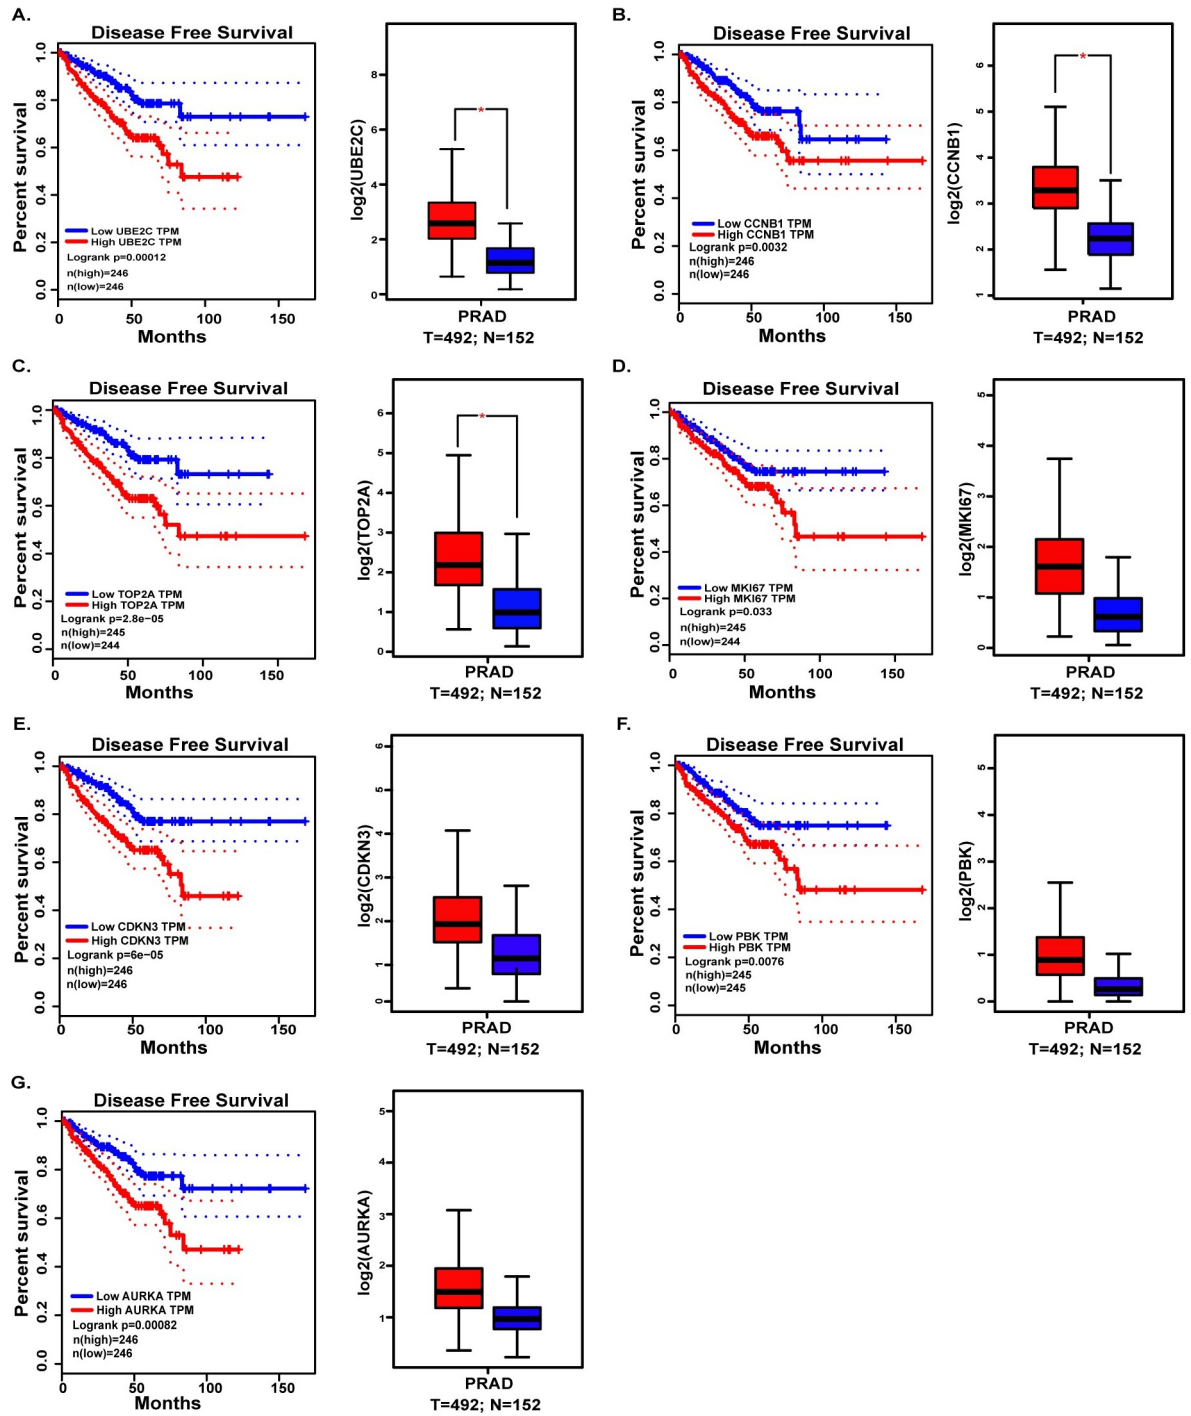 A.
Disease Free Survival
Percent survival
1.0
0.8
0.6
0.4
0.2
0.0
Low UBE2C TPM
High UBE2C TPM
Logrank p=0.00012
n(high)=246
n(low)=246
0 50 100 150
Months
log2(UBE2C)
8
6
4
2
0
*
PRAD
T=492; N=152
B.
Disease Free Survival
Percent survival
1.0
0.8
0.6
0.4
0.2
0.0
Low CCNB1 TPM
High CCNB1 TPM
Logrank p=0.0032
n(high)=246
n(low)=246
0 50 100 150
Months
log2(CCNB1)
6
5
4
3
2
1
*
PRAD
T=492; N=152
C.
Disease Free Survival
Percent survival
1.0
0.8
0.6
0.4
0.2
0.0
Low TOP2A TPM
High TOP2A TPM
Logrank p=2.8e−05
n(high)=245
n(low)=244
0 50 100 150
Months
log2(TOP2A)
6
5
4
3
2
1
0
*
PRAD
T=492; N=152
D.
Disease Free Survival
Percent survival
1.0
0.8
0.6
0.4
0.2
0.0
Low MKI67 TPM
High MKI67 TPM
Logrank p=0.033
n(high)=245
n(low)=244
0 50 100 150
Months
log2(MKI67)
5
4
3
2
1
0
PRAD
T=492; N=152
E.
Disease Free Survival
Percent survival
1.0
0.8
0.6
0.4
0.2
0.0
Low CDKN3 TPM
High CDKN3 TPM
Logrank p=6e−05
n(high)=246
n(low)=246
0 50 100 150
Months
log2(CDKN3)
6
5
4
3
2
1
0
PRAD
T=492; N=152
F.
Disease Free Survival
Percent survival
1.0
0.8
0.6
0.4
0.2
0.0
Low PBK TPM
High PBK TPM
Logrank p=0.0076
n(high)=245
n(low)=245
0 50 100 150
Months
log2(PBK)
5
4
3
2
1
0
PRAD
T=492; N=152
G.
Disease Free Survival
Percent survival
1.0
0.8
0.6
0.4
0.2
0.0
Low AURKA TPM
High AURKA TPM
Logrank p=0.00082
n(high)=246
n(low)=246
0 50 100 150
Months
log2(AURKA)
5
4
3
2
1
PRAD
T=492; N=152